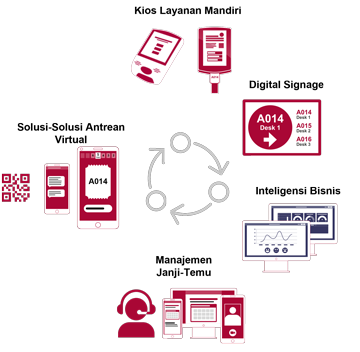 Kios Layanan Mandiri
Digital Signage
A014
Desk 1
A014
Desk 1
A015
Desk 2
A016
Desk 3
Solusi-Solusi Antrean
Virtual
A014
Inteligensi Bisnis
Manajemen
Janji-Temu